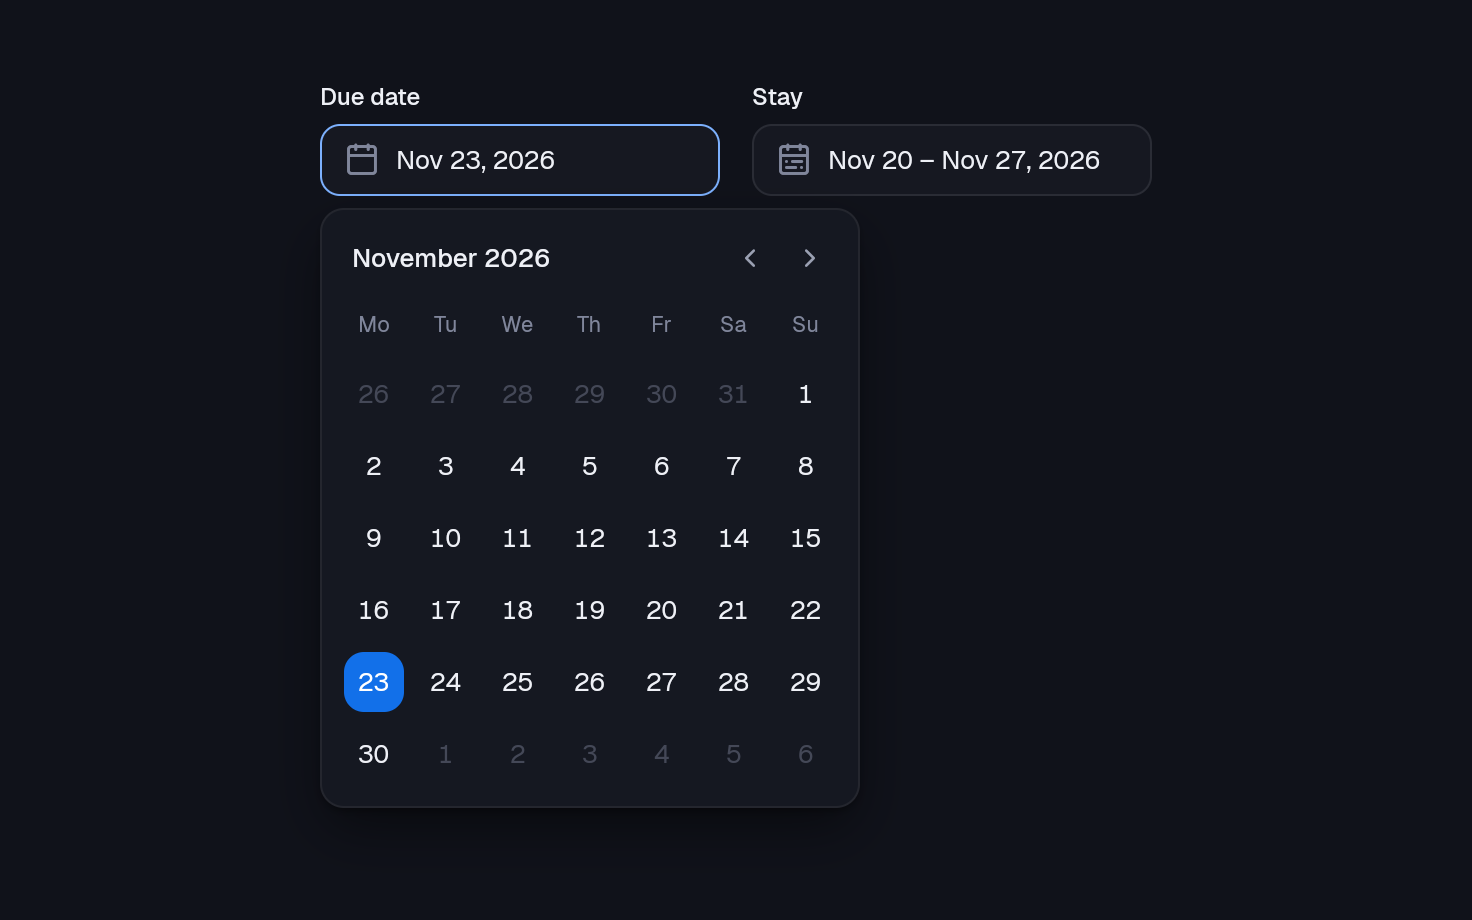 Due date
Stay
Nov 23, 2026
Nov 20 – Nov 27, 2026
November 2026
Mo Tu We Th Fr Sa Su
26 27 28 29 30 31 1
2 3 4 5 6 7 8
9 10 11 12 13 14 15
16 17 18 19 20 21 22
23 24 25 26 27 28 29
30 1 2 3 4 5 6